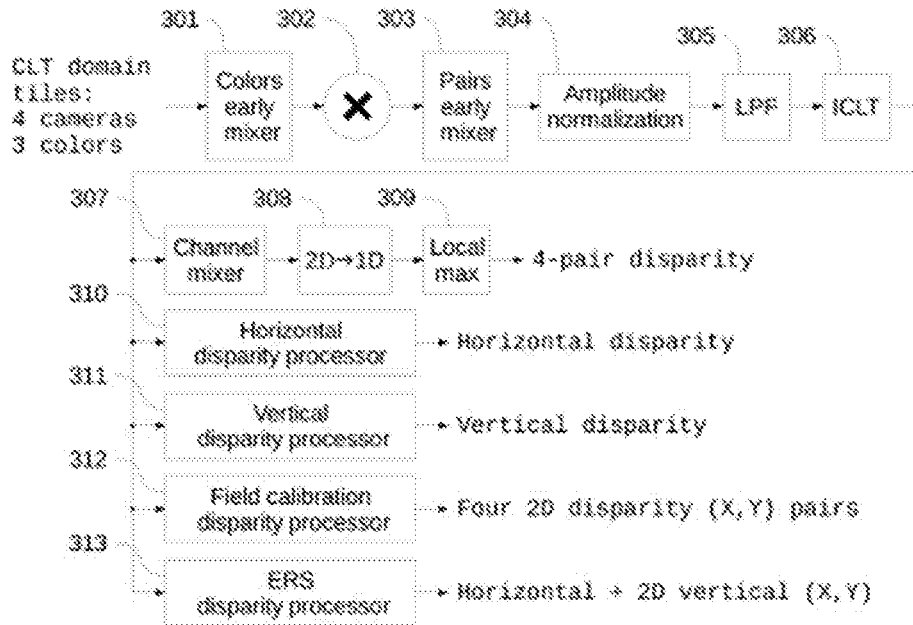 301 302 303 304 305 306
CLT domain
tiles:
4 cameras
3 colors
Colors
early
mixer
Pairs
early
mixer
Amplitude
normalization
LPF
ICLT
307 308 309
Channel
mixer
2D→1D
Local
max
4-pair disparity
310
Horizontal
disparity processor
Horizontal disparity
311
Vertical
disparity processor
Vertical disparity
312
Field calibration
disparity processor
Four 2D disparity (X,Y) pairs
313
ERS
disparity processor
Horizontal + 2D vertical (X,Y)